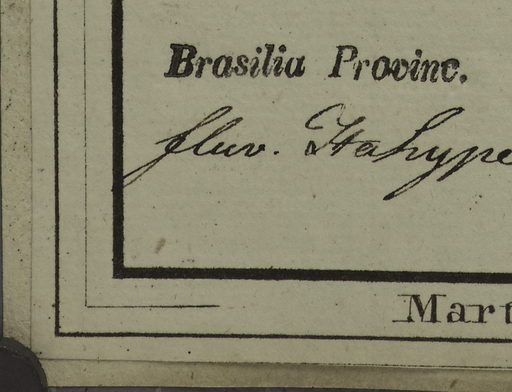 Brasilia Provinc.
fluv. Itahype
Mart